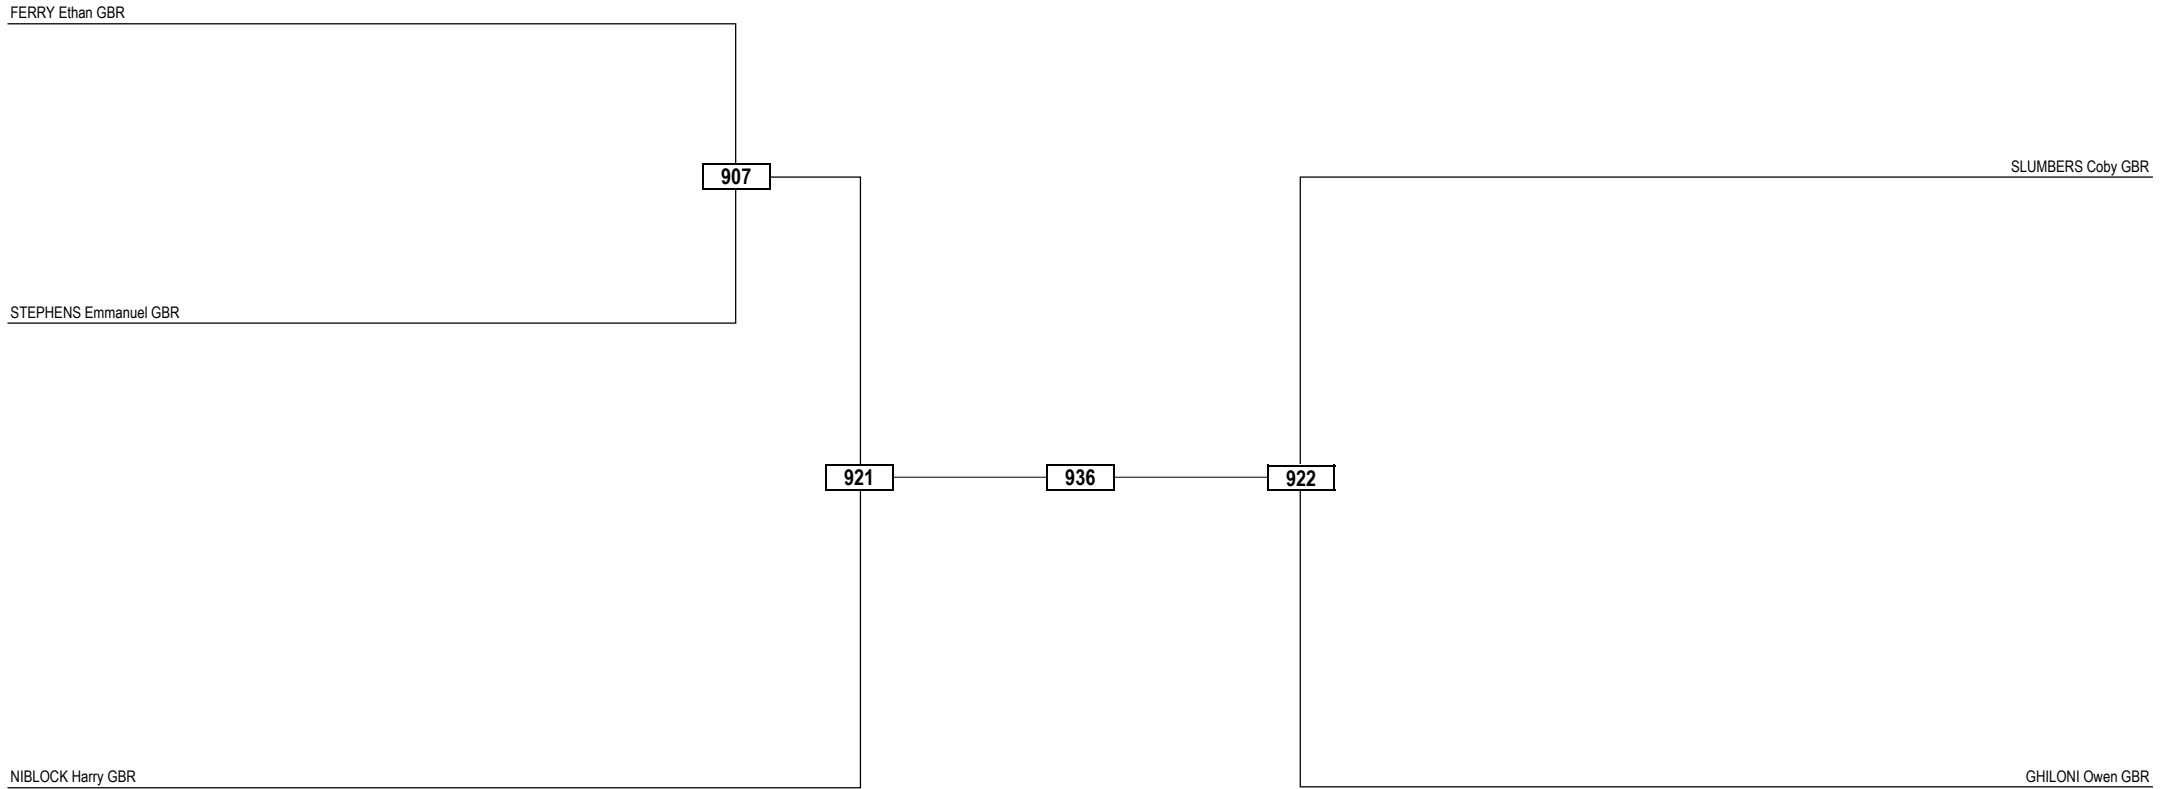 FERRY Ethan GBR
907
SLUMBERS Coby GBR
STEPHENS Emmanuel GBR
921
936
922
NIBLOCK Harry GBR
GHILONI Owen GBR